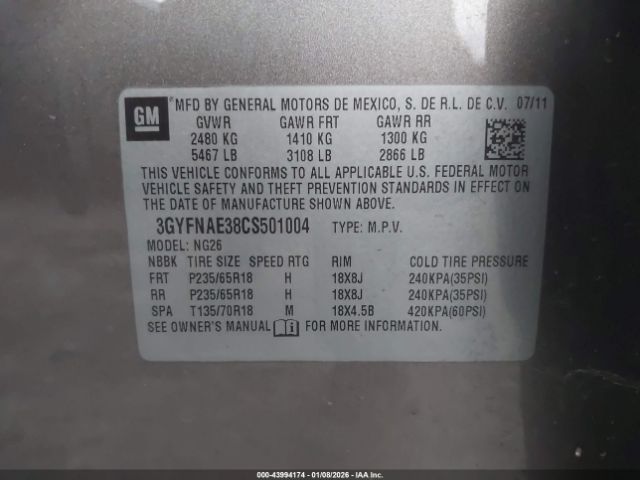 GM MFD BY GENERAL MOTORS DE MEXICO, S. DE R.L. DE C.V. 07/11
GVWR GAWR FRT GAWR RR
2480 KG 1410 KG 1300 KG
5467 LB 3108 LB 2866 LB
THIS VEHICLE CONFORMS TO ALL APPLICABLE U.S. FEDERAL MOTOR
VEHICLE SAFETY AND THEFT PREVENTION STANDARDS IN EFFECT ON
THE DATE OF MANUFACTURE SHOWN ABOVE.
3GYFNAE38CS501004 TYPE: M.P.V.
MODEL: NG26
NBBK TIRE SIZE SPEED RTG RIM COLD TIRE PRESSURE
FRT P235/65R18 H 18X8J 240KPA(35PSI)
RR P235/65R18 H 18X8J 240KPA(35PSI)
SPA T135/70R18 M 18X4.5B 420KPA(60PSI)
SEE OWNER'S MANUAL FOR MORE INFORMATION.
000-43994174 | 01/08/2026 - IAAI.com